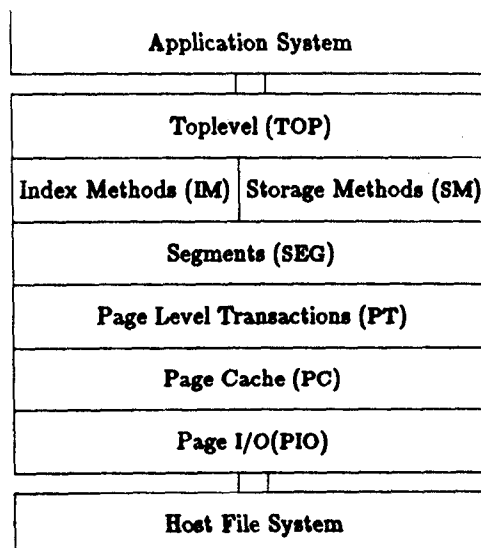 Application System
Toplevel (TOP)
Index Methods (IM) Storage Methods (SM)
Segments (SEG)
Page Level Transactions (PT)
Page Cache (PC)
Page I/O(PIO)
Host File System